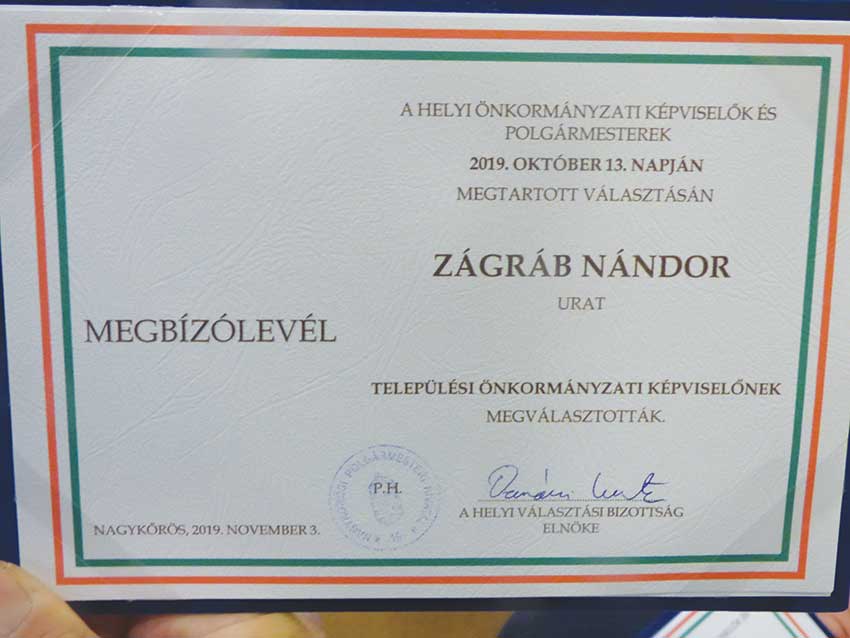 A HELYI ÖNKORMÁNYZATI KÉPVISELŐK ÉS
POLGÁRMESTEREK
2019. OKTÓBER 13. NAPJÁN
MEGTARTOTT VÁLASZTÁSÁN
ZÁGRÁB NÁNDOR
URAT
MEGBÍZÓLEVÉL
TELEPÜLÉSI ÖNKORMÁNYZATI KÉPVISELŐNEK
MEGVÁLASZTOTTÁK.
P.H.
A HELYI VÁLASZTÁSI BIZOTTSÁG
ELNÖKE
NAGYKŐRÖS, 2019. NOVEMBER 3.